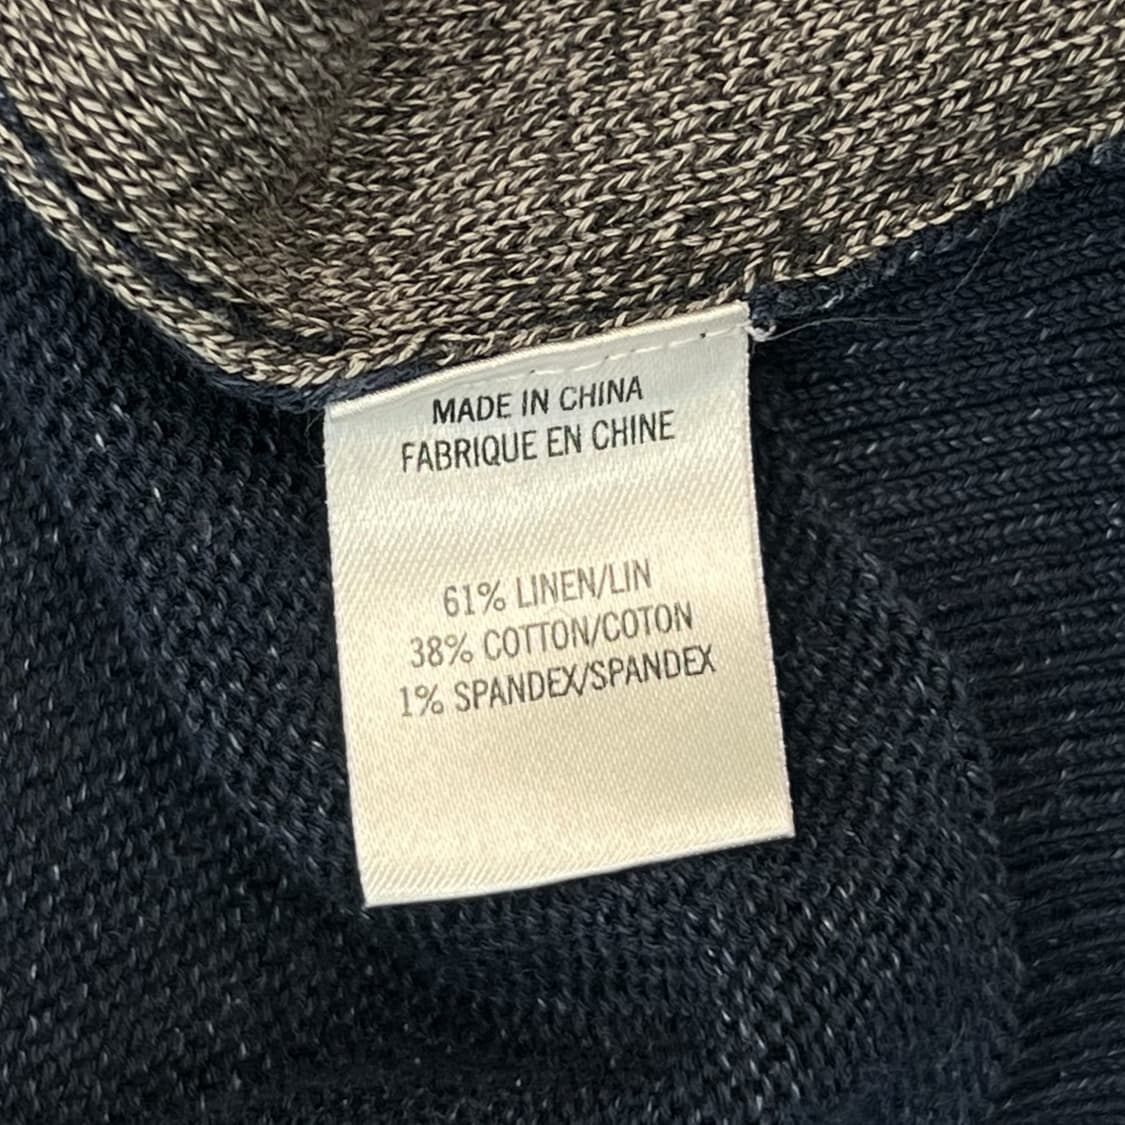 MADE IN CHINA
FABRIQUE EN CHINE
61% LINEN/LIN
38% COTTON/COTON
1% SPANDEX/SPANDEX